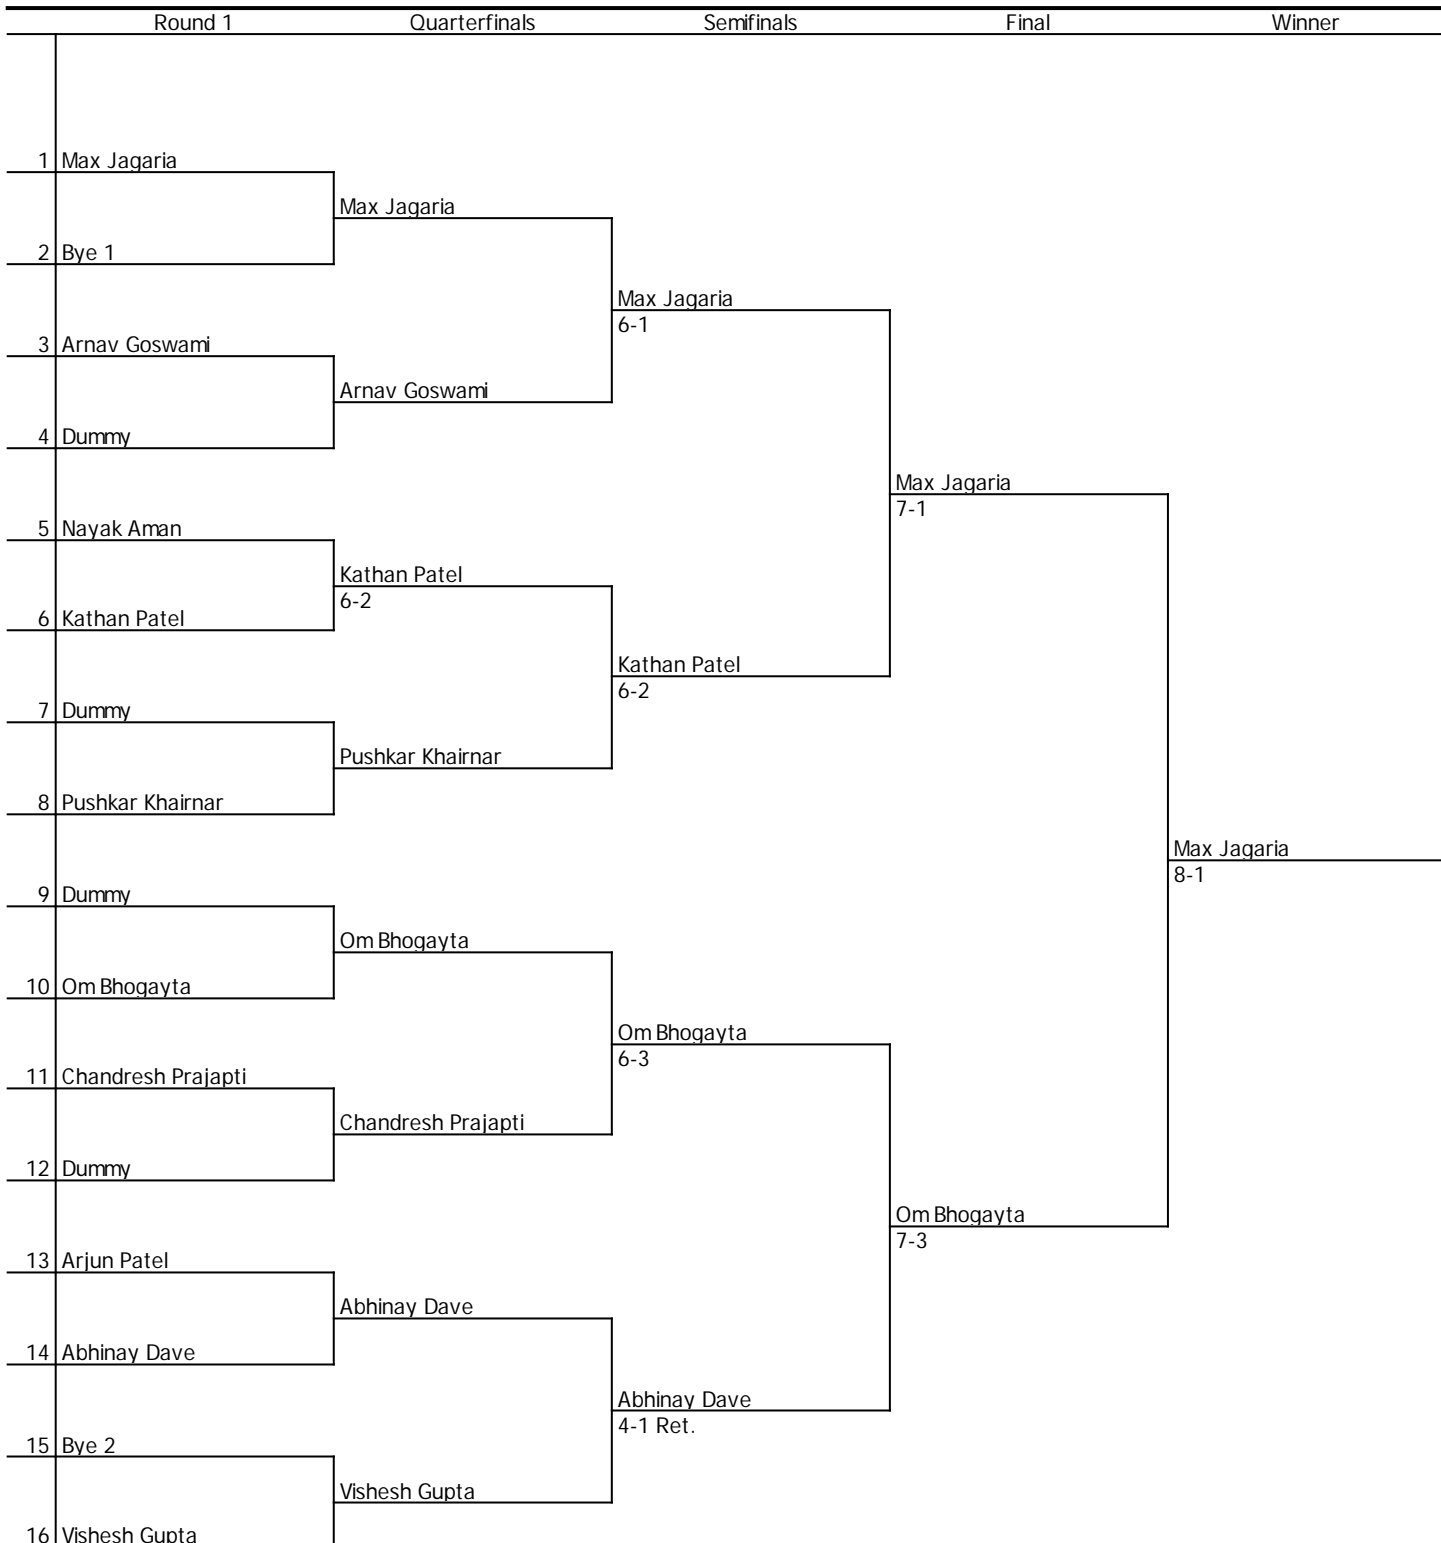 Round 1 Quarterfinals Semifinals Final Winner
1 Max Jagaria
Max Jagaria
2 Bye 1
Max Jagaria
6-1
3 Arnav Goswami
Arnav Goswami
4 Dummy
Max Jagaria
7-1
5 Nayak Aman
Kathan Patel
6-2
6 Kathan Patel
Kathan Patel
6-2
7 Dummy
Pushkar Khairnar
8 Pushkar Khairnar
Max Jagaria
8-1
9 Dummy
Om Bhogayta
10 Om Bhogayta
Om Bhogayta
6-3
11 Chandresh Prajapti
Chandresh Prajapti
12 Dummy
Om Bhogayta
7-3
13 Arjun Patel
Abhinay Dave
14 Abhinay Dave
Abhinay Dave
4-1 Ret.
15 Bye 2
Vishesh Gupta
16 Vishesh Gupta